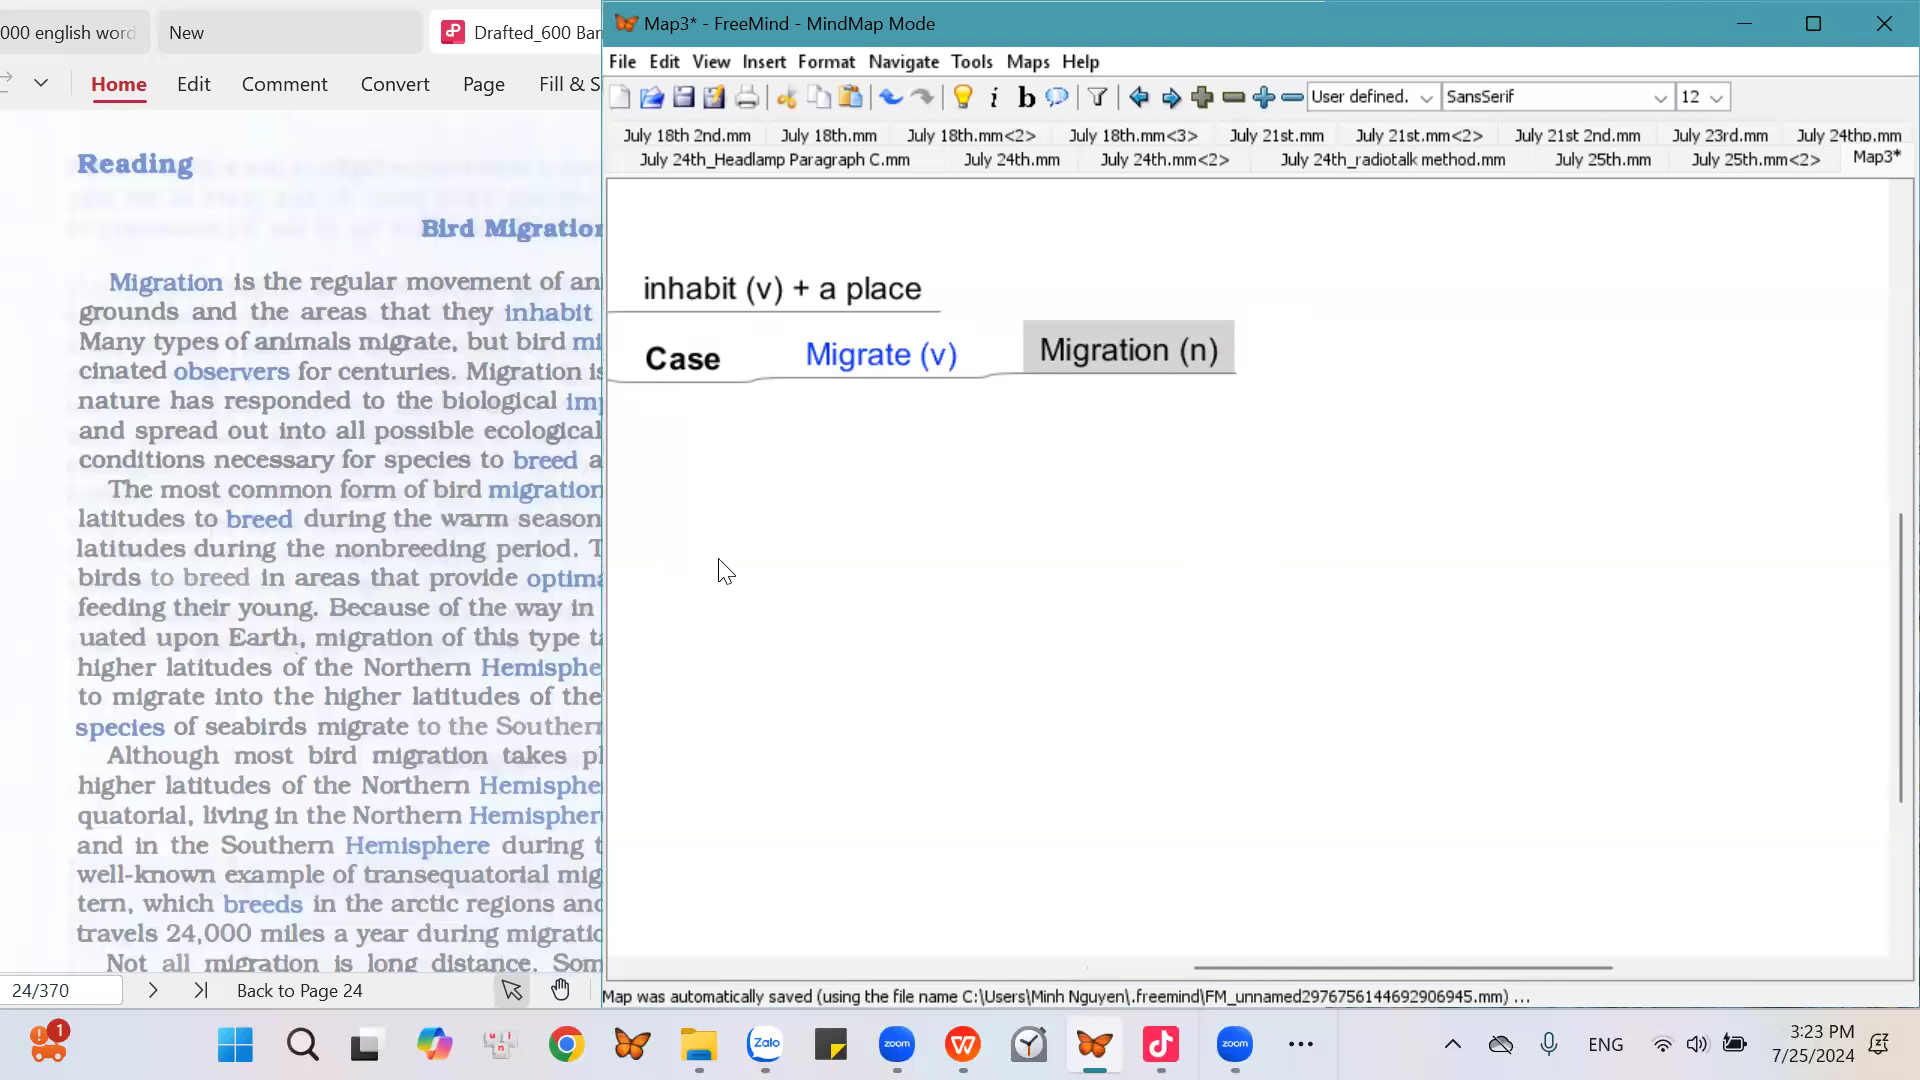 000 english word
New
Drafted_600 Bar
Home
Edit
Comment
Convert
Page
Fill & S
Reading
Bird Migration
Migration is the regular movement of ani
grounds and the areas that they inhabit
Many types of animals migrate, but bird mi
cinated observers for centuries. Migration is
nature has responded to the biological imp
and spread out into all possible ecological
conditions necessary for species to breed a
The most common form of bird migration
latitudes to breed during the warm season
latitudes during the nonbreeding period. T
birds to breed in areas that provide optima
feeding their young. Because of the way in
uated upon Earth, migration of this type ta
higher latitudes of the Northern Hemisphe
to migrate into the higher latitudes of the
species of seabirds migrate to the Southern
Although most bird migration takes pl
higher latitudes of the Northern Hemisphe
quatorial, living in the Northern Hemispher
and in the Southern Hemisphere during t
well-known example of transequatorial mig
tern, which breeds in the arctic regions and
travels 24,000 miles a year during migratio
Not all migration is long distance. Som
24/370
Back to Page 24
Map3* - FreeMind - MindMap Mode
File Edit View Insert Format Navigate Tools Maps Help
User defined.
SansSerif
12
July 18th 2nd.mm
July 18th.mm
July 18th.mm<2>
July 18th.mm<3>
July 21st.mm
July 21st.mm<2>
July 21st 2nd.mm
July 23rd.mm
July 24thp.mm
July 24th_Headlamp Paragraph C.mm
July 24th.mm
July 24th.mm<2>
July 24th_radiotalk method.mm
July 25th.mm
July 25th.mm<2>
Map3*
inhabit (v) + a place
Case
Migrate (v)
Migration (n)
Map was automatically saved (using the file name C:\Users\Minh Nguyen\.freemind\FM_unnamed2976756144692906945.mm) ...
1
Zalo
zoom
zoom
ENG
3:23 PM
7/25/2024